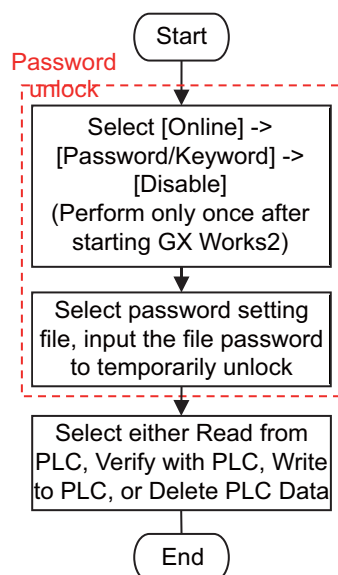 Start
Password
unlock
Select [Online] ->
[Password/Keyword] ->
[Disable]
(Perform only once after
starting GX Works2)
Select password setting
file, input the file password
to temporarily unlock
Select either Read from
PLC, Verify with PLC, Write
to PLC, or Delete PLC Data
End